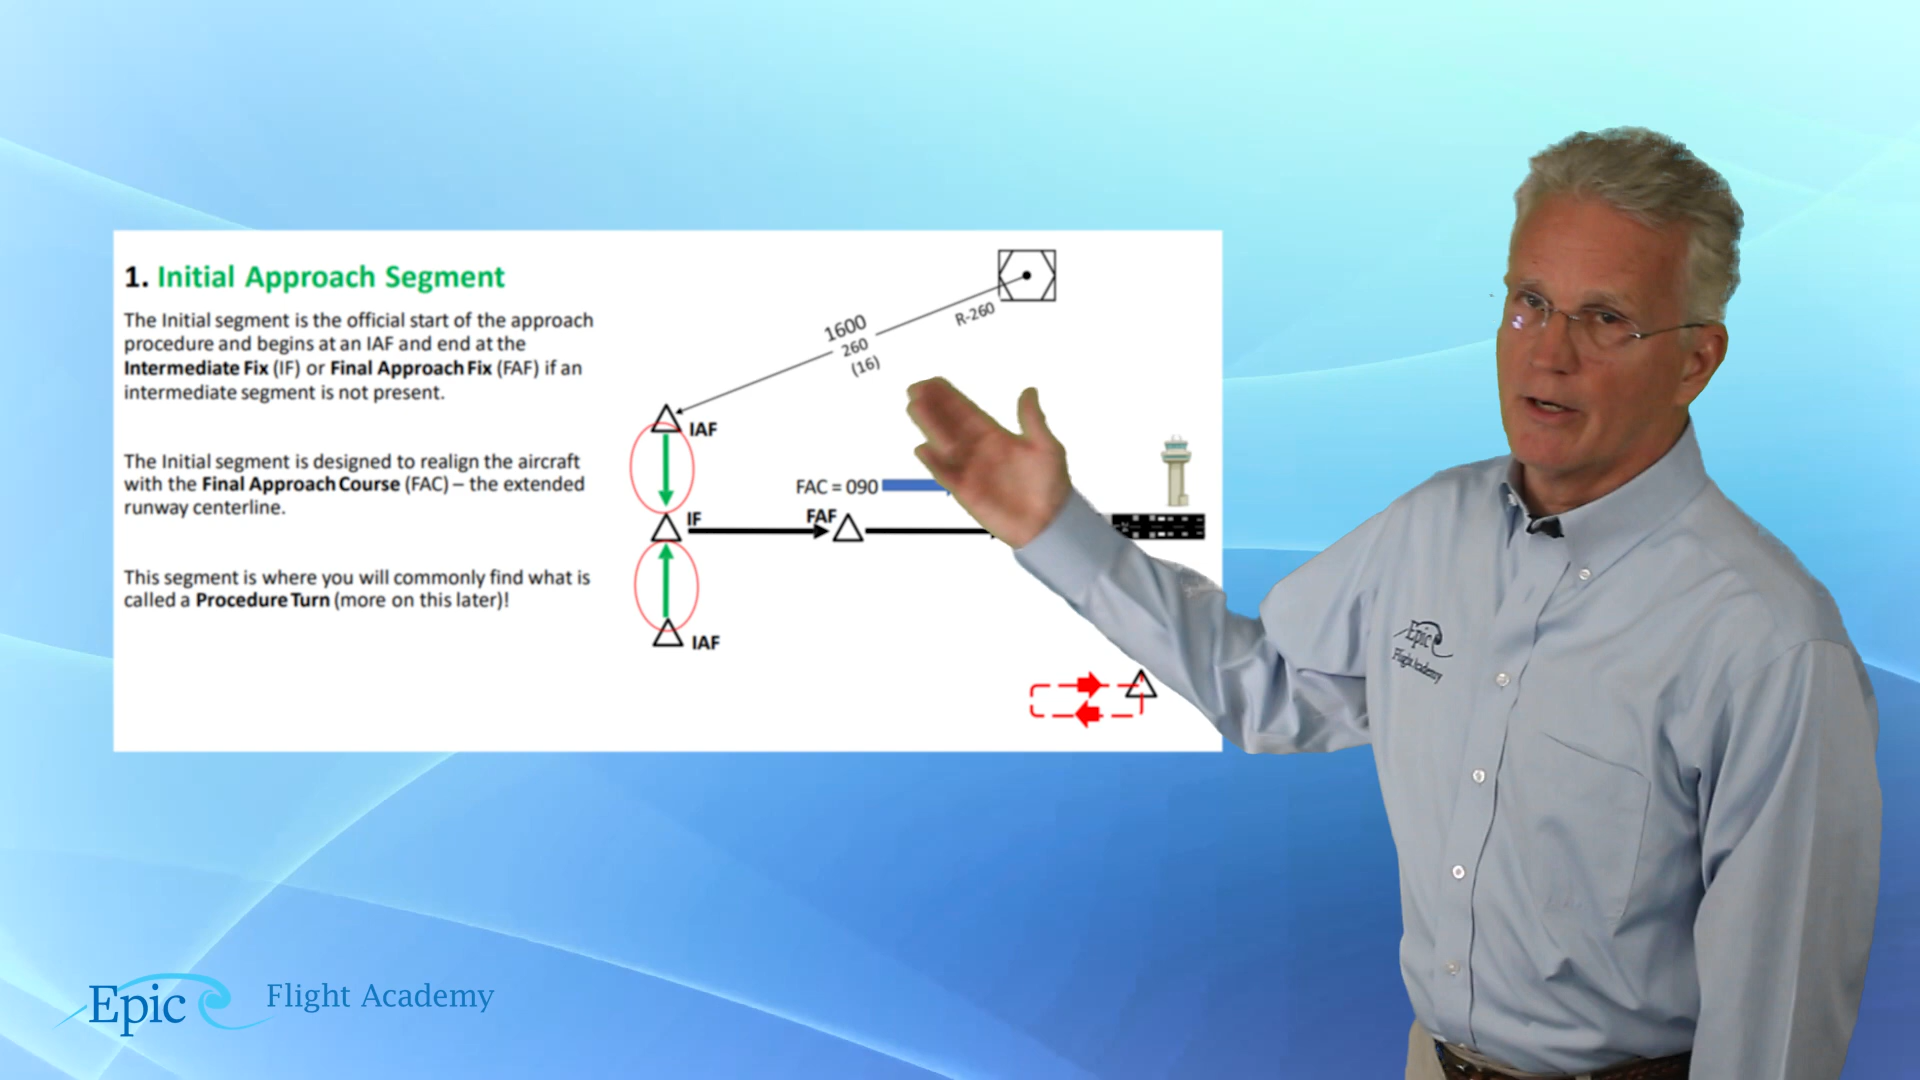 1. Initial Approach Segment
The Initial segment is the official start of the approach
procedure and begins at an IAF and end at the
Intermediate Fix (IF) or Final Approach Fix (FAF) if an
intermediate segment is not present.
The Initial segment is designed to realign the aircraft
with the Final Approach Course (FAC) – the extended
runway centerline.
This segment is where you will commonly find what is
called a Procedure Turn (more on this later)!
1600
260
(16)
R-260
IAF
FAC = 090
IF
FAF
IAF
Epic
Flight Academy
Epic Flight Academy